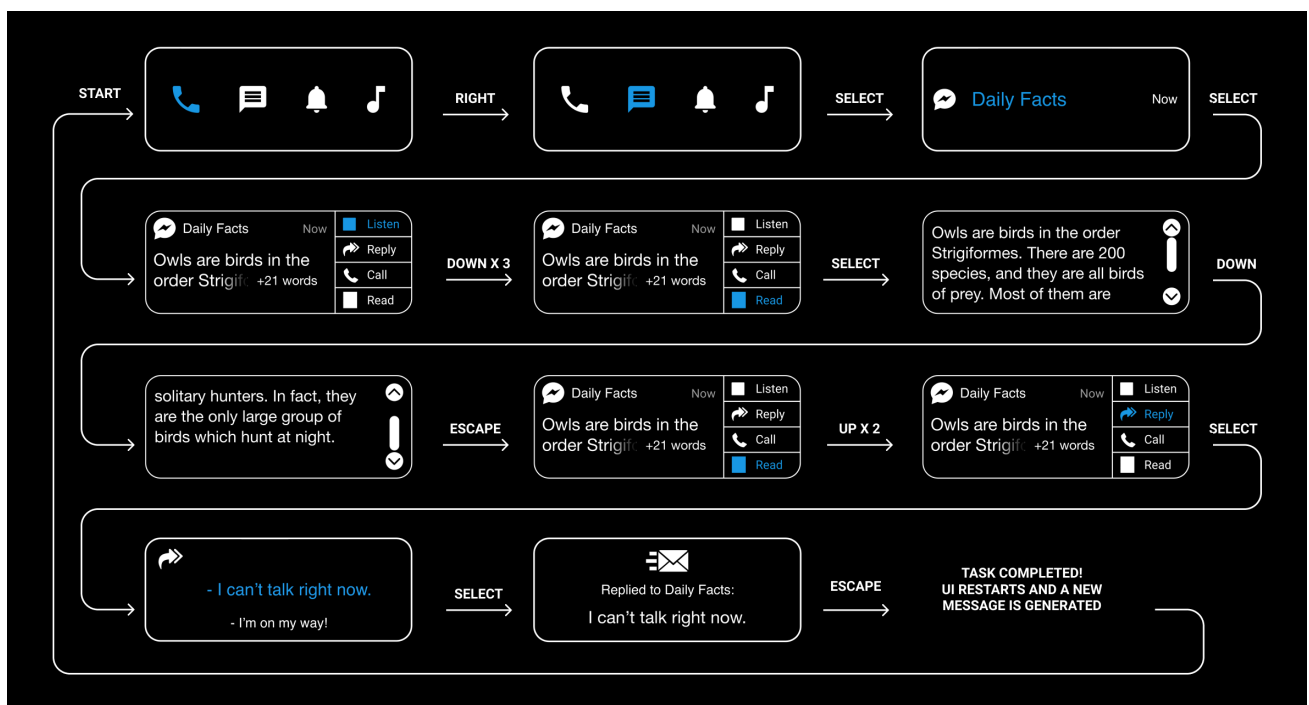 START
RIGHT
SELECT
Daily Facts
Now
SELECT
Daily Facts
Now
Owls are birds in the
order Strigif
+21 words
Listen
Reply
Call
Read
DOWN X 3
Daily Facts
Now
Owls are birds in the
order Strigif
+21 words
Listen
Reply
Call
Read
SELECT
Owls are birds in the order
Strigiformes. There are 200
species, and they are all birds
of prey. Most of them are
DOWN
solitary hunters. In fact, they
are the only large group of
birds which hunt at night.
ESCAPE
Daily Facts
Now
Owls are birds in the
order Strigif
+21 words
Listen
Reply
Call
Read
UP X 2
Daily Facts
Now
Owls are birds in the
order Strigif
+21 words
Listen
Reply
Call
Read
SELECT
- I can't talk right now.
- I'm on my way!
SELECT
Replied to Daily Facts:
I can't talk right now.
ESCAPE
TASK COMPLETED!
UI RESTARTS AND A NEW
MESSAGE IS GENERATED